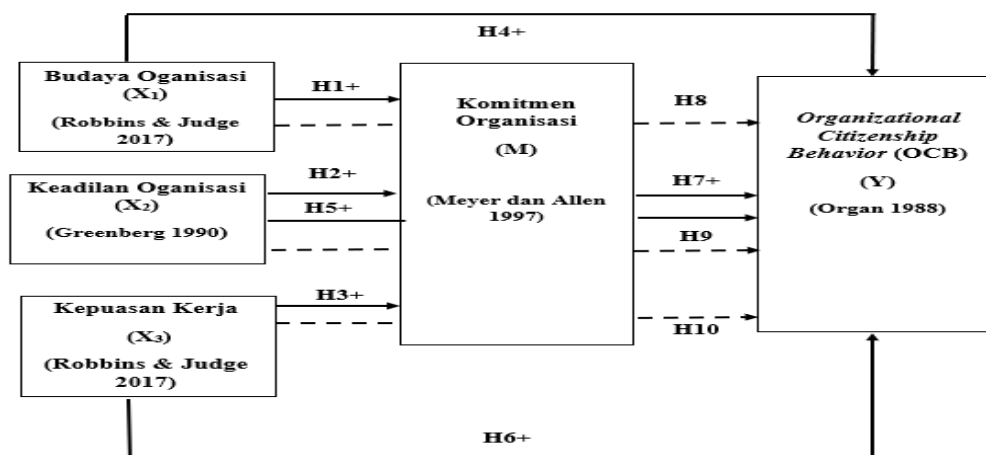 H4+
Budaya Oganisasi
(X₁)
(Robbins & Judge
2017)
H1+
Keadilan Oganisasi
(X₂)
(Greenberg 1990)
H2+
H5+
Kepuasan Kerja
(X₃)
(Robbins & Judge
2017)
H3+
Komitmen
Organisasi
(M)
(Meyer dan Allen
1997)
H8
H7+
H9
H10
Organizational
Citizenship
Behavior (OCB)
(Y)
(Organ 1988)
H6+